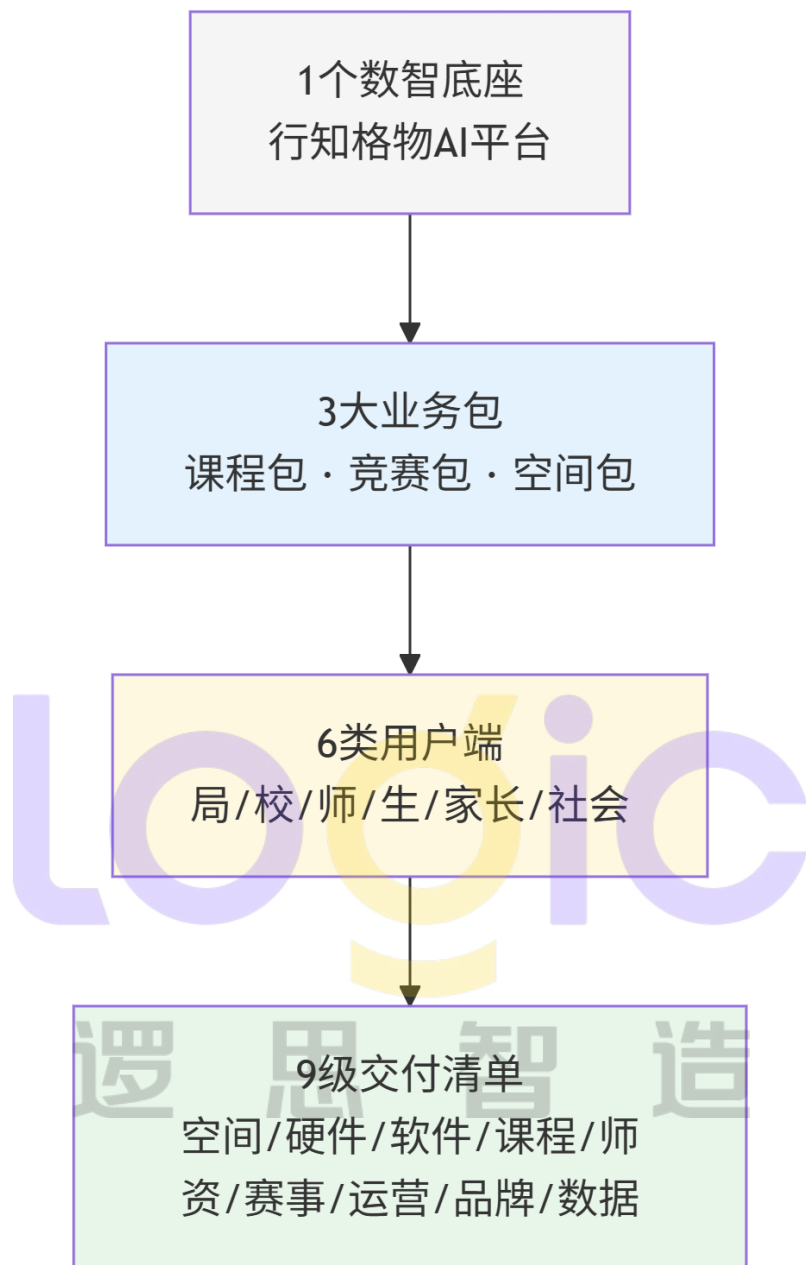 1个数智底座
行知格物AI平台
3大业务包
课程包·竞赛包·空间包
6类用户端
局/校/师/生/家长/社会
logic
9级交付清单
逻思智造
空间/硬件/软件/课程/师
资/赛事/运营/品牌/数据